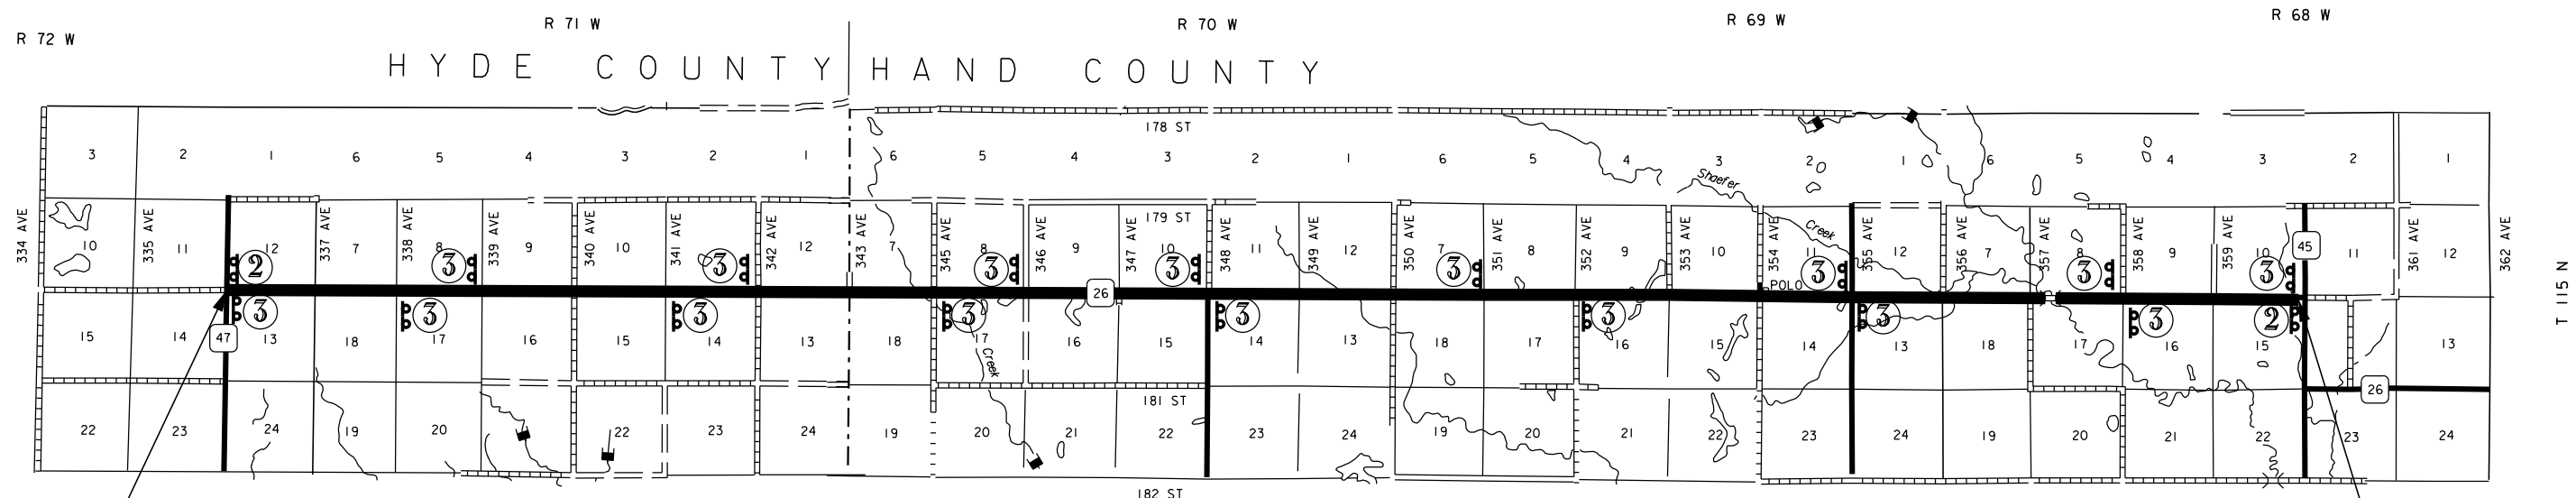 R 72 W
R 71 W
R 70 W
R 69 W
R 68 W
HYDE COUNTY
HAND COUNTY
178 ST
3 2 1 6 5 4 3 2 1 6 5 4 3 2 1 6 5 4 3 2 1 6 5 4 3 2 1
Shaefer
334 AVE
335 AVE
337 AVE
338 AVE
339 AVE
340 AVE
341 AVE
342 AVE
343 AVE
345 AVE
346 AVE
347 AVE
348 AVE
349 AVE
350 AVE
351 AVE
352 AVE
353 AVE
354 AVE
355 AVE
356 AVE
357 AVE
358 AVE
359 AVE
361 AVE
362 AVE
179 ST
Creek
45
10 11 12 7 8 9 10 11 12 7 8 9 10 11 12 7 8 9 10 11 12 7 8 9 10 11 12
2 3 3 3 3 3 3 3 3
T 115 N
26
POLO
3 3 3 3 3 3 3 3 2
47
15 14 13 18 17 16 15 14 13 18 17 16 15 14 13 18 17 16 15 14 13 18 17 16 15 13
Creek
181 ST
26
22 23 24 19 20 22 23 24 19 20 21 22 23 24 19 20 21 22 23 24 19 20 21 22 23 24
182 ST